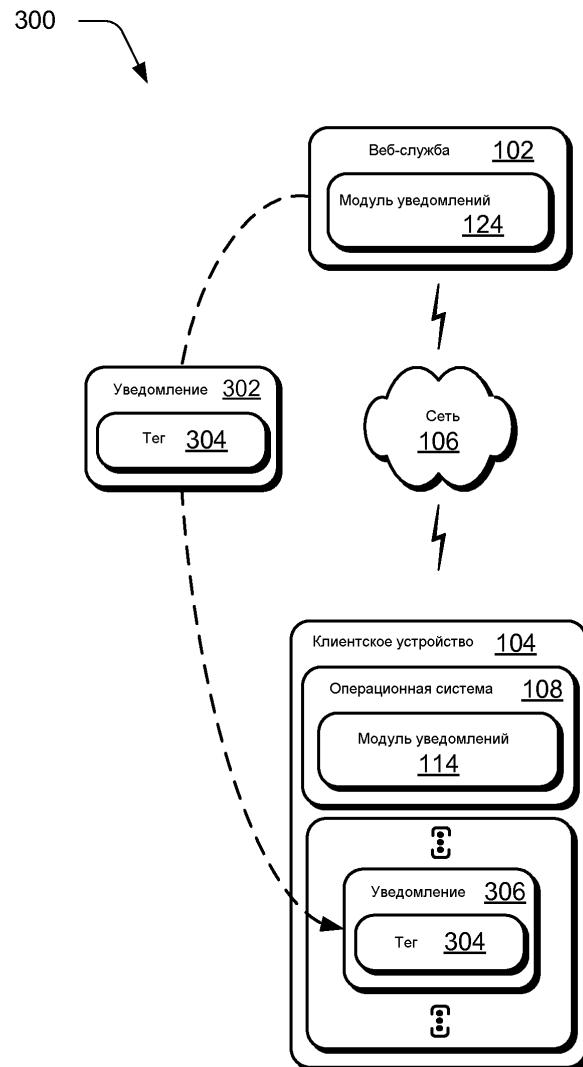 300
Веб-служба 102
Модуль уведомлений
124
Уведомление 302
Тег 304
Сеть
106
Клиентское устройство 104
Операционная система 108
Модуль уведомлений
114
Уведомление 306
Тег 304